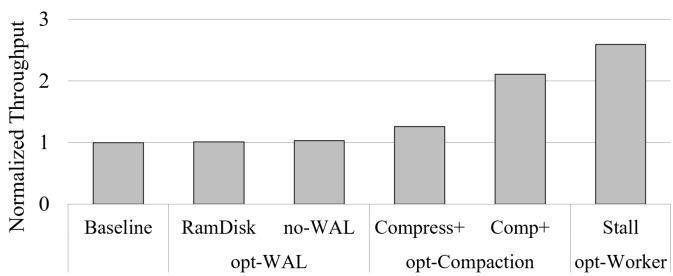 Normalized Throughput
3
2
1
0
Baseline RamDisk no-WAL Compress+ Comp+ Stall
opt-WAL opt-Compaction opt-Worker